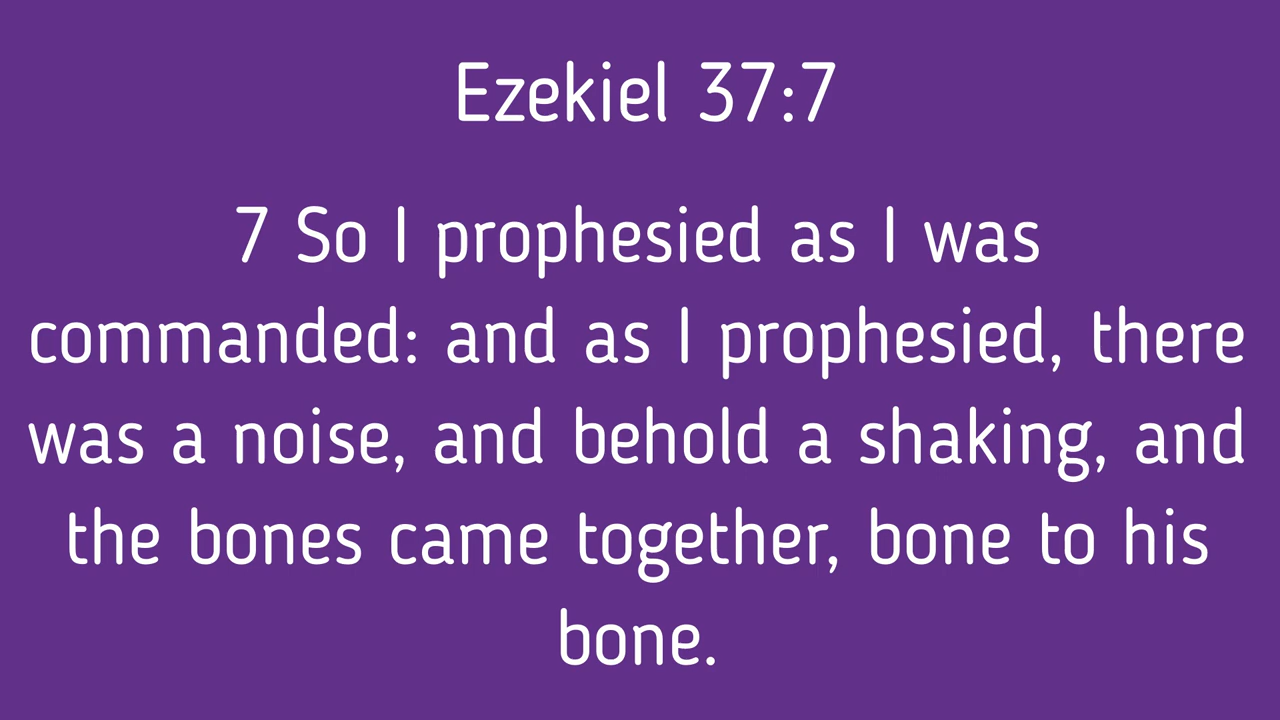 Ezekiel 37:7
7 So I prophesied as I was
commanded: and as I prophesied, there
was a noise, and behold a shaking, and
the bones came together, bone to his
bone.